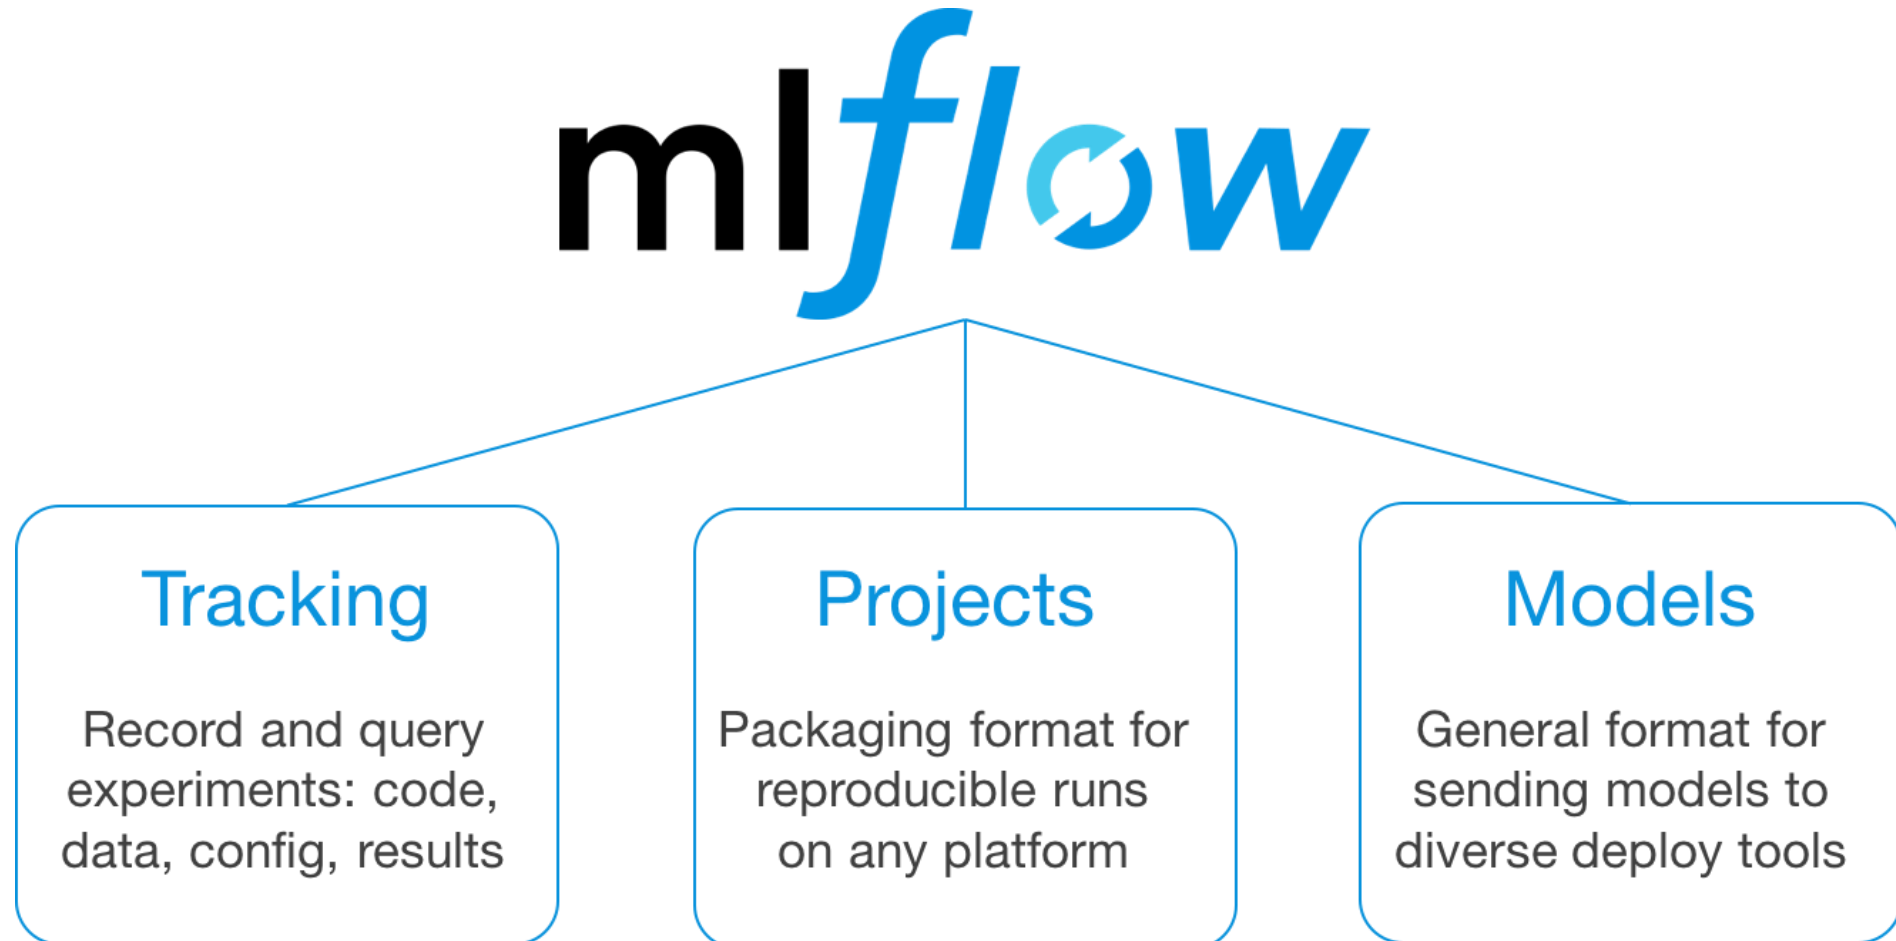 mlflow
Tracking
Record and query
experiments: code,
data, config, results
Projects
Packaging format for
reproducible runs
on any platform
Models
General format for
sending models to
diverse deploy tools